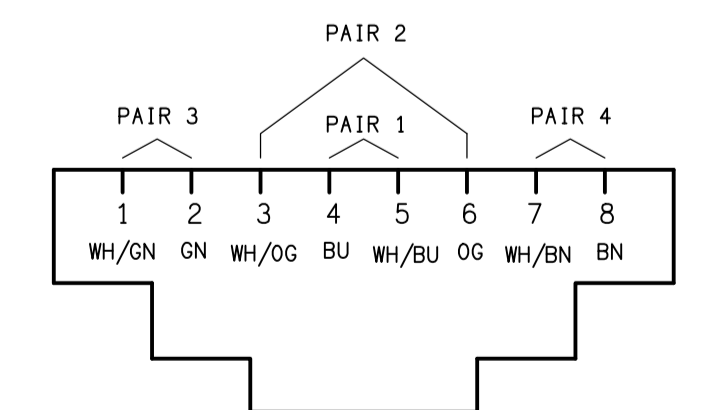 PAIR 2
PAIR 3 PAIR 1 PAIR 4
1 2 3 4 5 6 7 8
WH/GN GN WH/OG BU WH/BU OG WH/BN BN